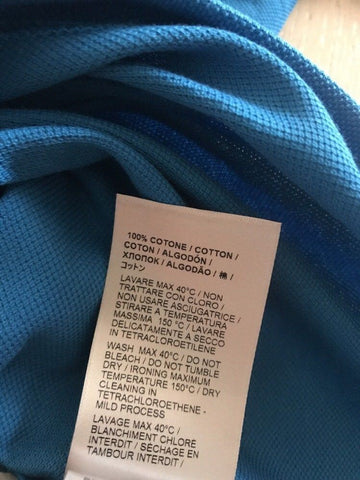 100% COTONE / COTTON /
COTON / ALGODÓN /
ХЛОПОК / ALGODÃO / 棉 /
コットン
LAVARE MAX 40°C / NON
TRATTARE CON CLORO /
NON USARE ASCIUGATRICE /
STIRARE A TEMPERATURA
MASSIMA 150 °C / LAVARE
DELICATAMENTE A SECCO
IN TETRACLOROETILENE
WASH MAX 40°C / DO NOT
BLEACH / DO NOT TUMBLE
DRY / IRONING MAXIMUM
TEMPERATURE 150°C / DRY
CLEANING IN
TETRACHLOROETHENE -
MILD PROCESS
LAVAGE MAX 40°C /
BLANCHIMENT CHLORÉ
INTERDIT / SÉCHAGE EN
TAMBOUR INTERDIT /